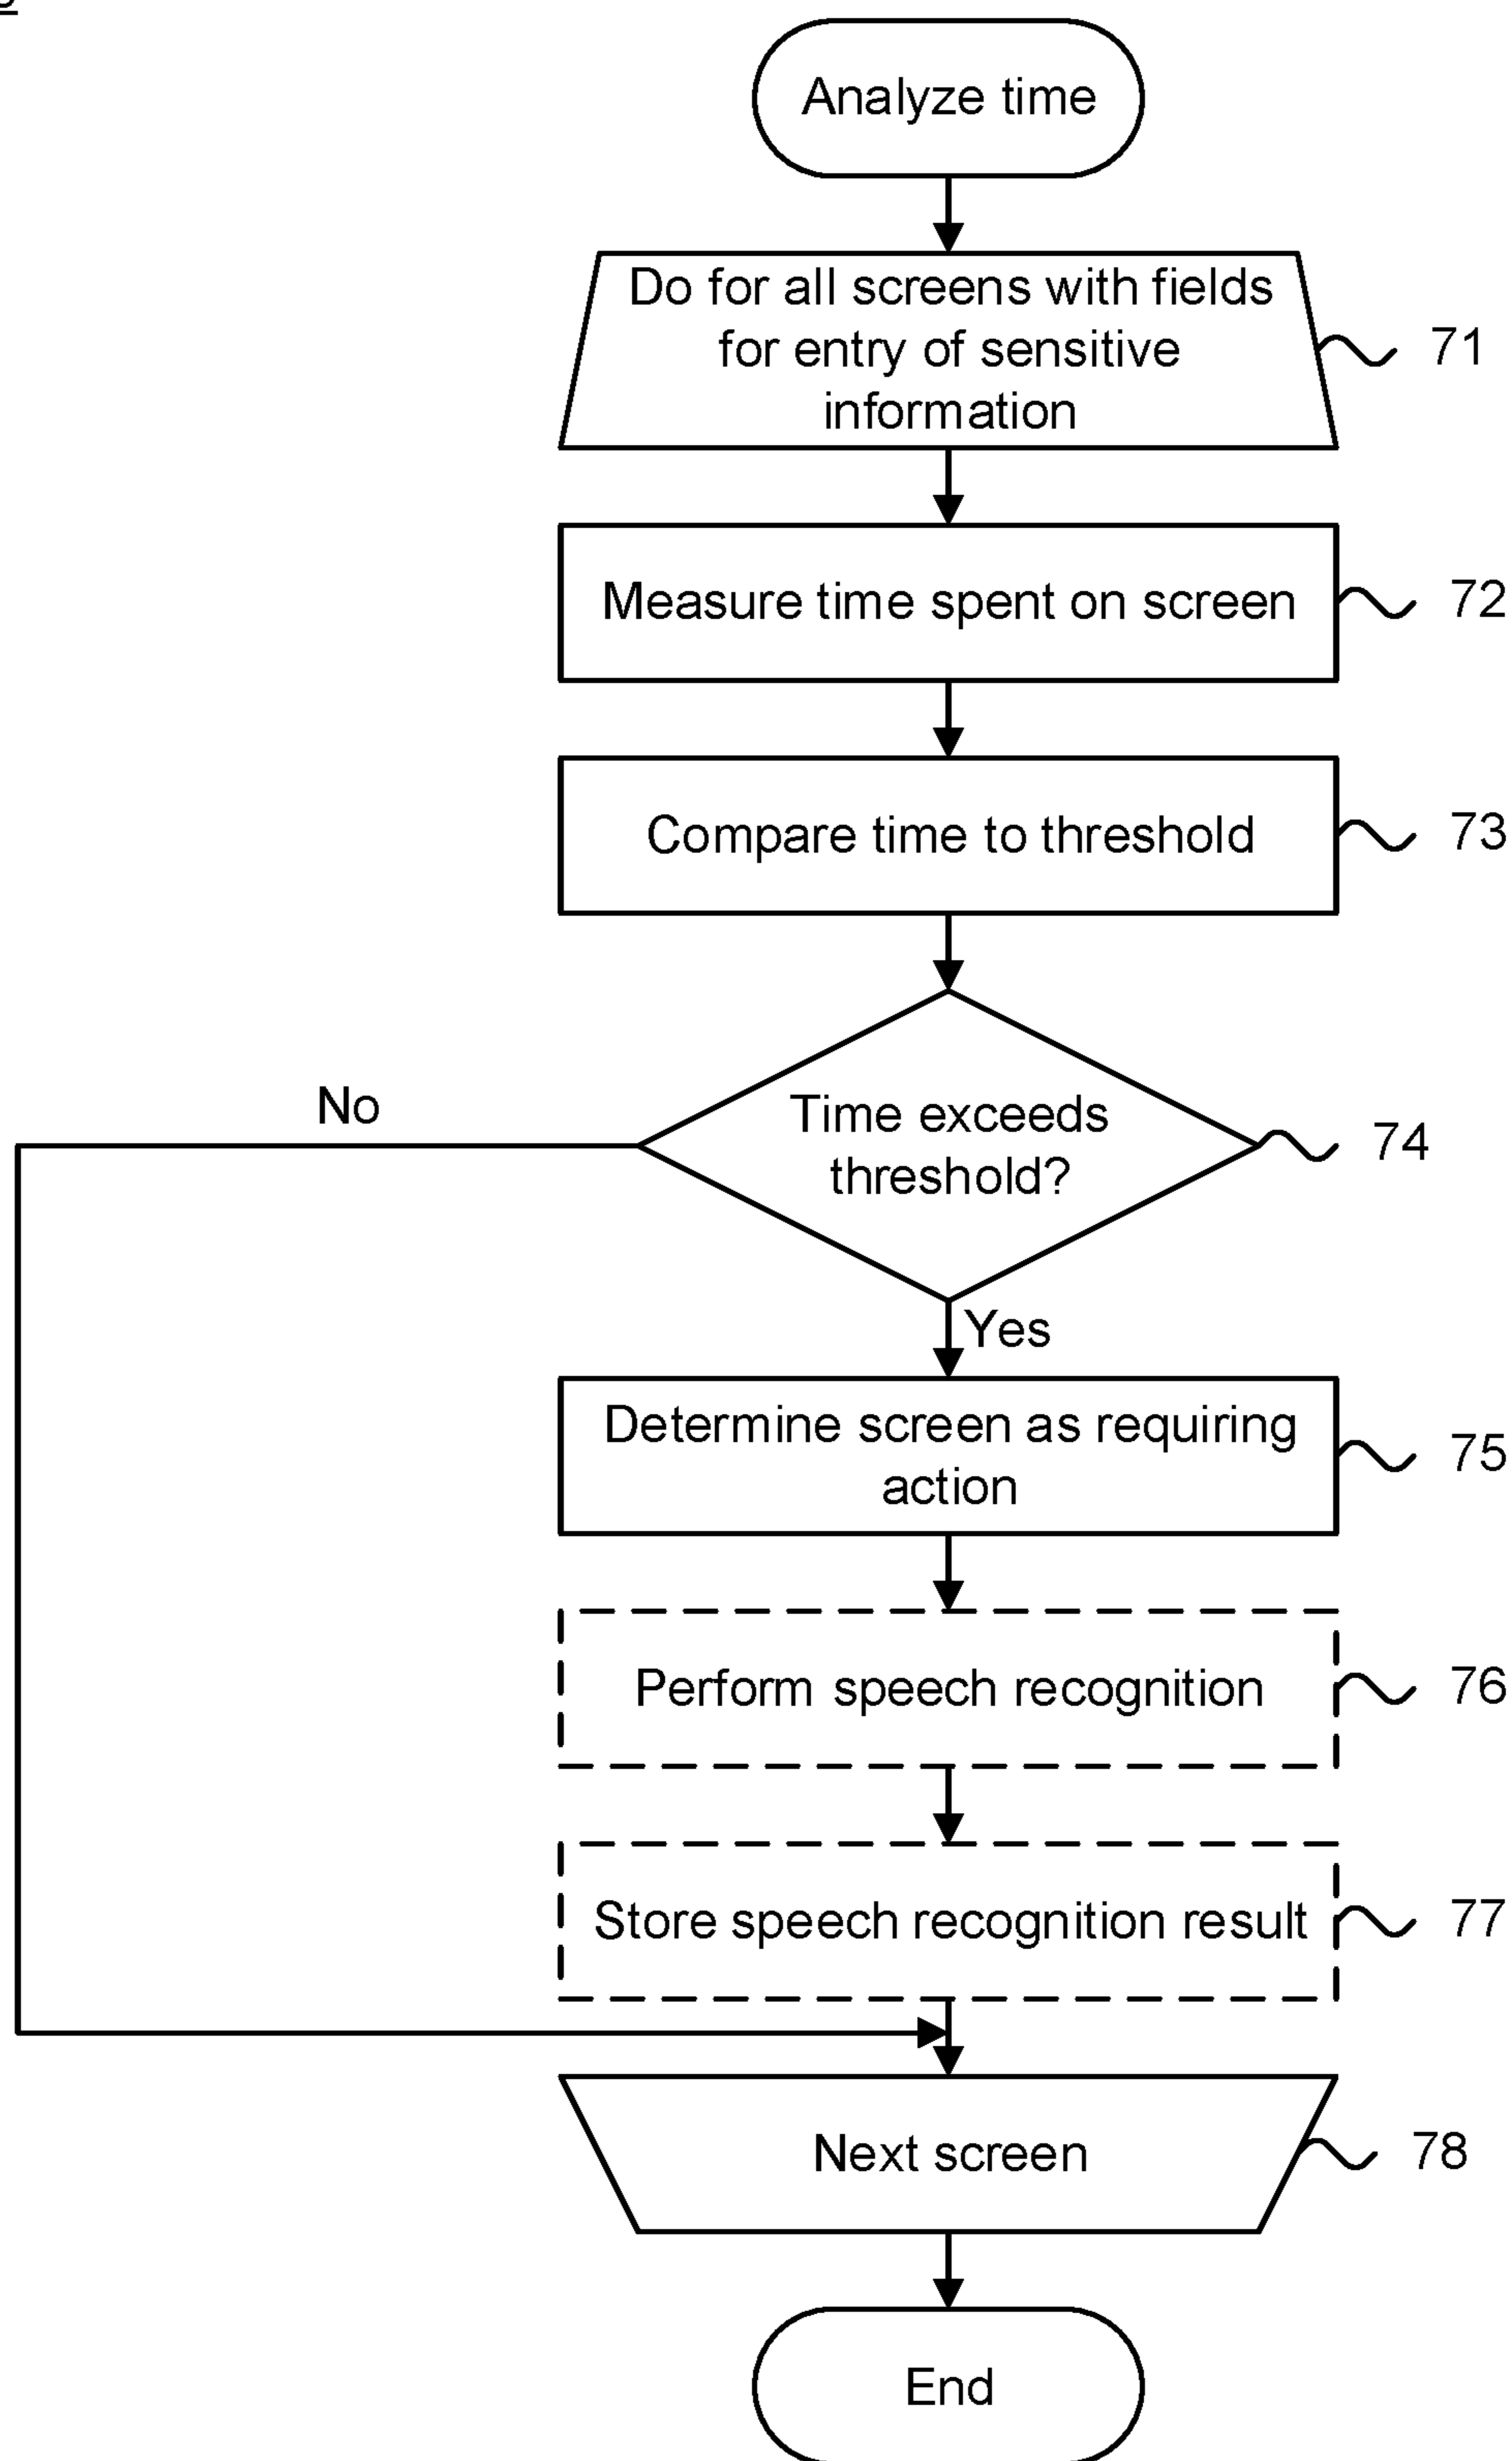 Analyze time
Do for all screens with fields
for entry of sensitive
information
71
Measure time spent on screen
72
Compare time to threshold
73
No
Time exceeds
threshold?
74
Yes
Determine screen as requiring
action
75
Perform speech recognition
76
Store speech recognition result
77
Next screen
78
End